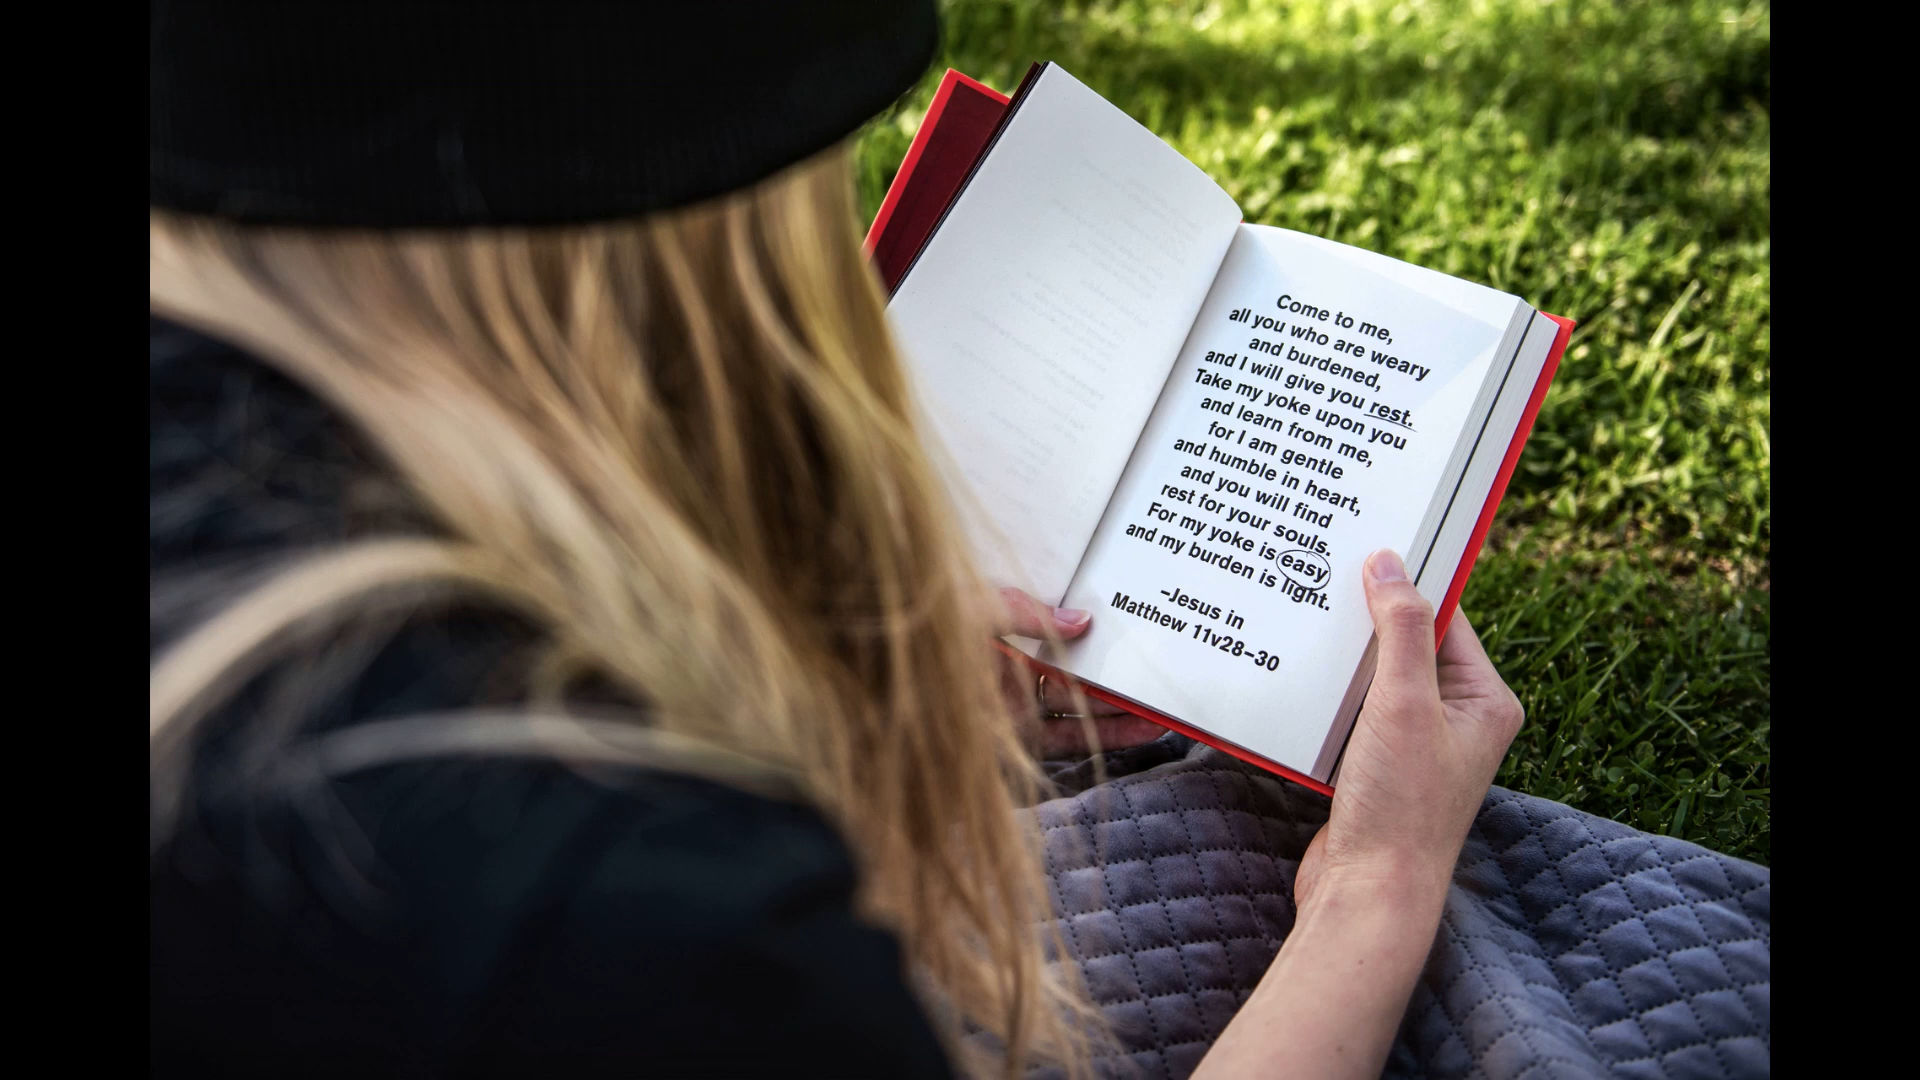 Come to me,
all you who are weary
and burdened,
and I will give you rest.
Take my yoke upon you
and learn from me,
for I am gentle
and humble in heart,
and you will find
rest for your souls.
For my yoke is easy
and my burden is light.
–Jesus in
Matthew 11v28–30